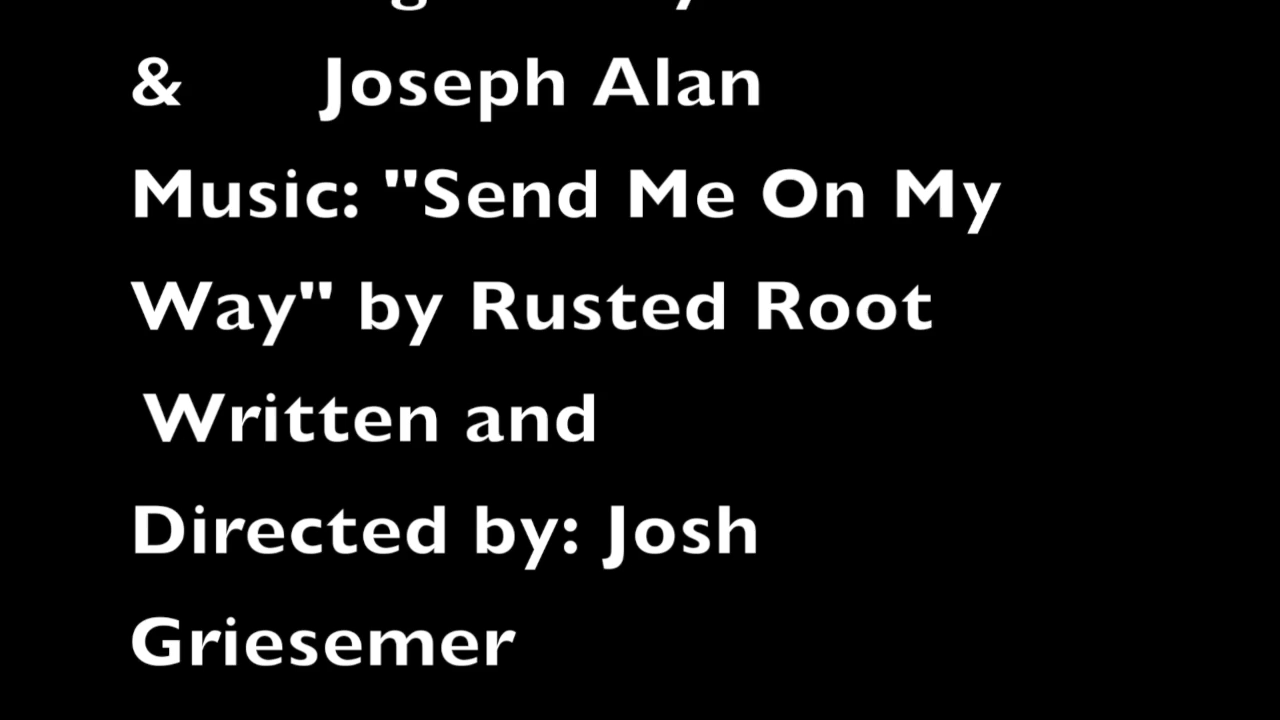 & Joseph Alan
Music: "Send Me On My
Way" by Rusted Root
Written and
Directed by: Josh
Griesemer